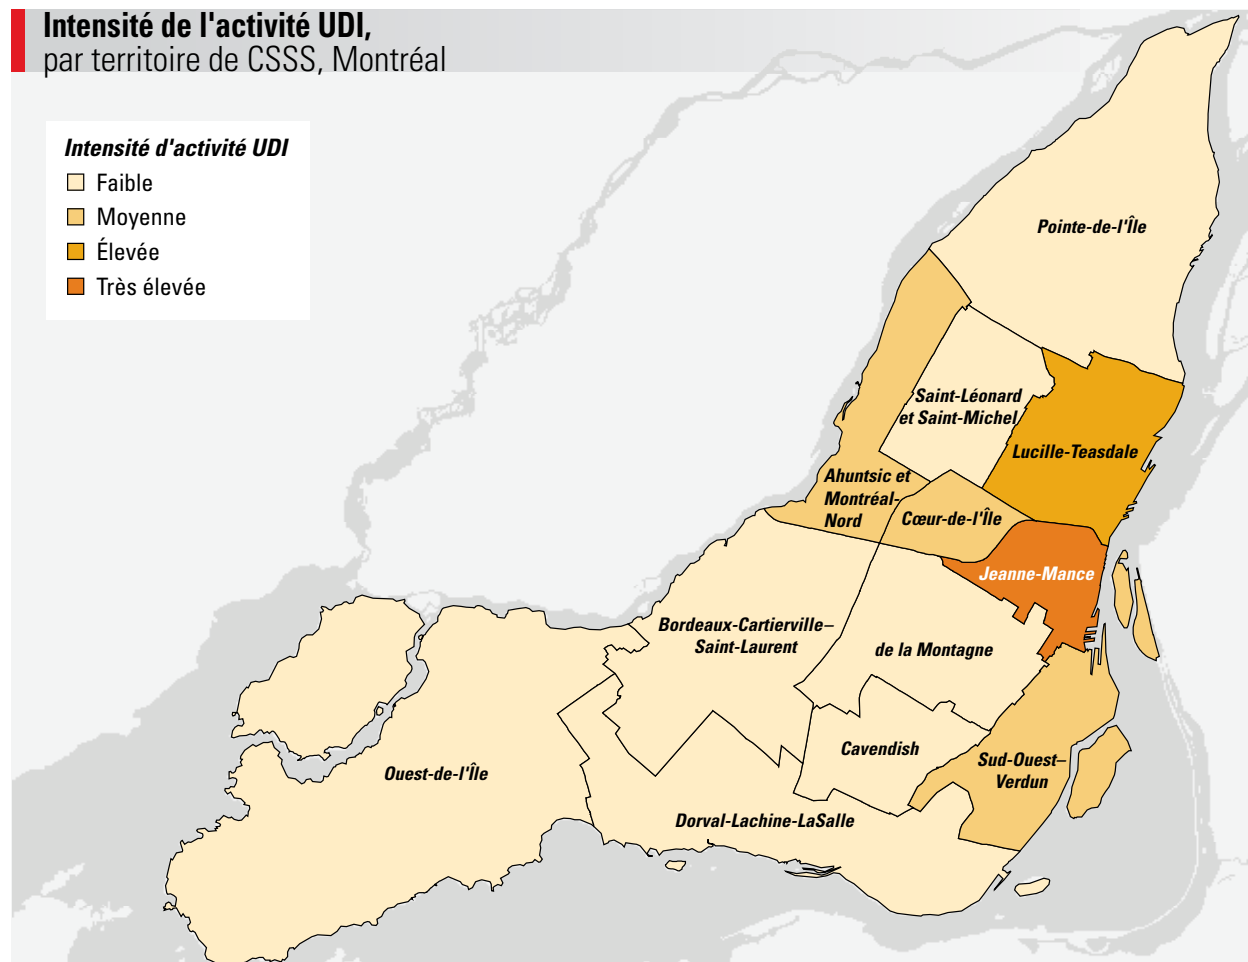 Intensité de l'activité UDI,
par territoire de CSSS, Montréal
Intensité d'activité UDI
Faible
Moyenne
Élevée
Très élevée
Pointe-de-l'Île
Saint-Léonard
et Saint-Michel
Lucille-Teasdale
Ahuntsic et
Montréal-
Nord
Cœur-de-l'Île
Jeanne-Mance
Bordeaux-Cartierville–
Saint-Laurent
de la Montagne
Cavendish
Sud-Ouest–
Verdun
Ouest-de-l'Île
Dorval-Lachine-LaSalle